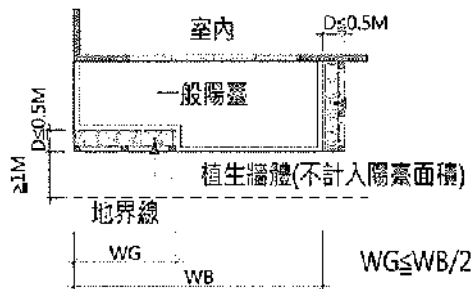 室內
D≦0.5M
一般陽臺
D≦0.5M
≧1M
植生牆體(不計入陽臺面積)
地界線
WG
WB
WG≦WB/2